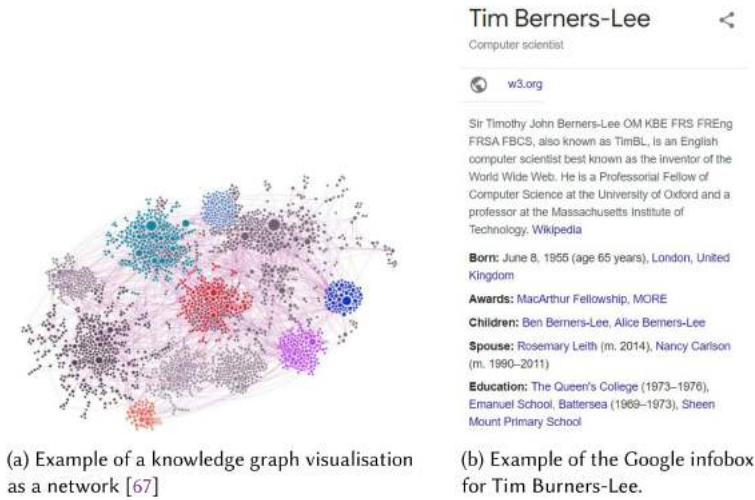 Tim Berners-Lee
Computer scientist
w3.org
Sir Timothy John Berners-Lee OM KBE FRS FREng
FRSA FBCS, also known as TimBL, is an English
computer scientist best known as the inventor of the
World Wide Web. He is a Professorial Fellow of
Computer Science at the University of Oxford and a
professor at the Massachusetts Institute of
Technology. Wikipedia
Born: June 8, 1955 (age 65 years), London, United
Kingdom
Awards: MacArthur Fellowship, MORE
Children: Ben Berners-Lee, Alice Berners-Lee
Spouse: Rosemary Leith (m. 2014), Nancy Carlson
(m. 1990–2011)
Education: The Queen's College (1973–1976),
Emanuel School, Battersea (1969–1973), Sheen
Mount Primary School
(a) Example of a knowledge graph visualisation
as a network [67]
(b) Example of the Google infobox
for Tim Burners-Lee.